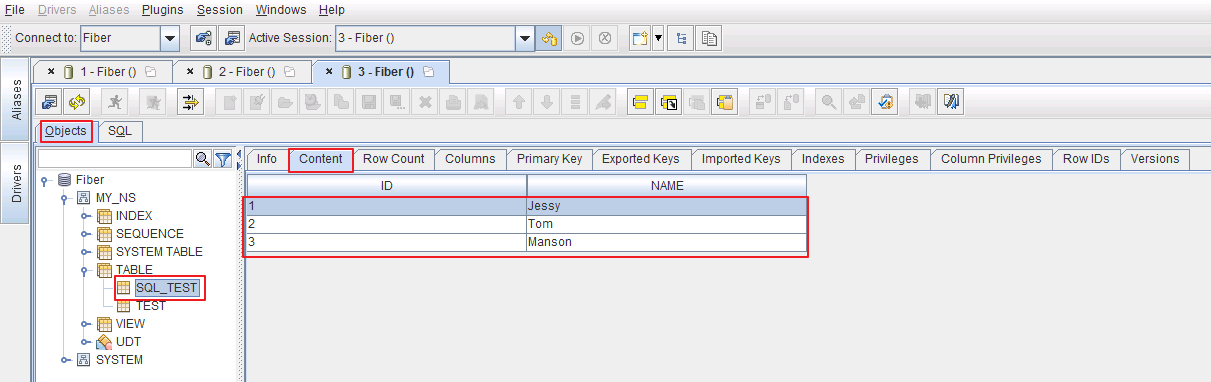 File Drivers Aliases Plugins Session Windows Help
Connect to: Fiber Active Session: 3 - Fiber ()
Aliases
Drivers
1 - Fiber () 2 - Fiber () 3 - Fiber ()
Objects SQL
Info Content Row Count Columns Primary Key Exported Keys Imported Keys Indexes Privileges Column Privileges Row IDs Versions
Fiber
MY_NS
INDEX
SEQUENCE
SYSTEM TABLE
TABLE
SQL_TEST
TEST
VIEW
UDT
SYSTEM
ID NAME
1 Jessy
2 Tom
3 Manson